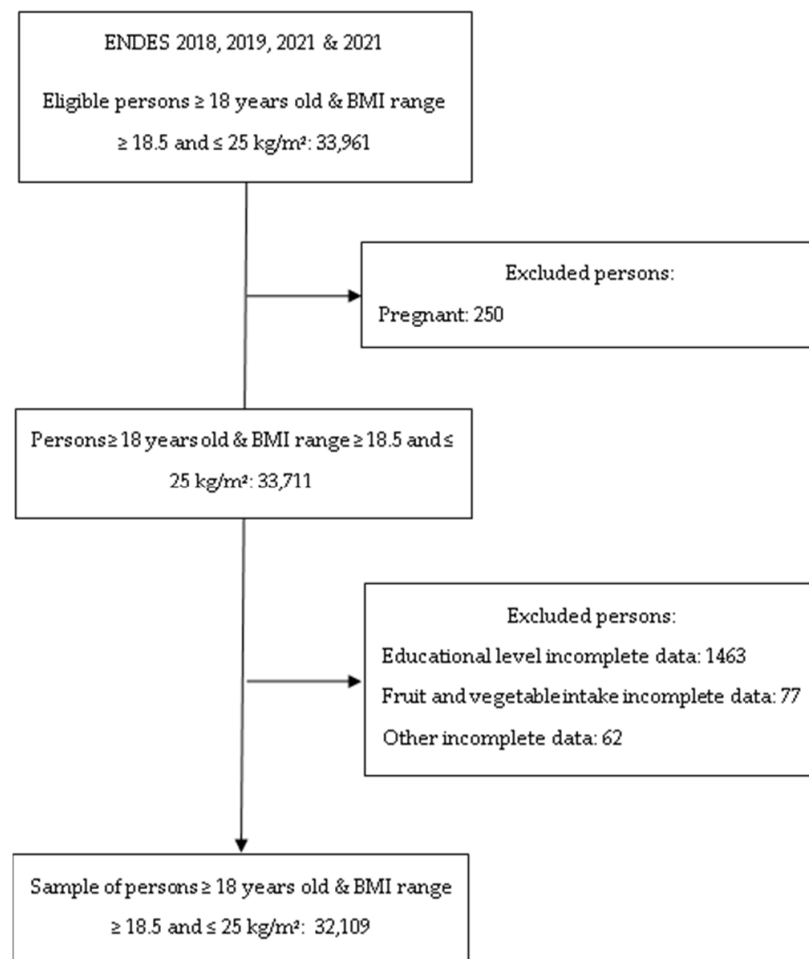 ENDES 2018, 2019, 2021 & 2021
Eligible persons ≥ 18 years old & BMI range
≥ 18.5 and ≤ 25 kg/m²: 33,961
Excluded persons:
Pregnant: 250
Persons ≥ 18 years old & BMI range ≥ 18.5 and ≤
25 kg/m²: 33,711
Excluded persons:
Educational level incomplete data: 1463
Fruit and vegetable intake incomplete data: 77
Other incomplete data: 62
Sample of persons ≥ 18 years old & BMI range
≥ 18.5 and ≤ 25 kg/m²: 32,109